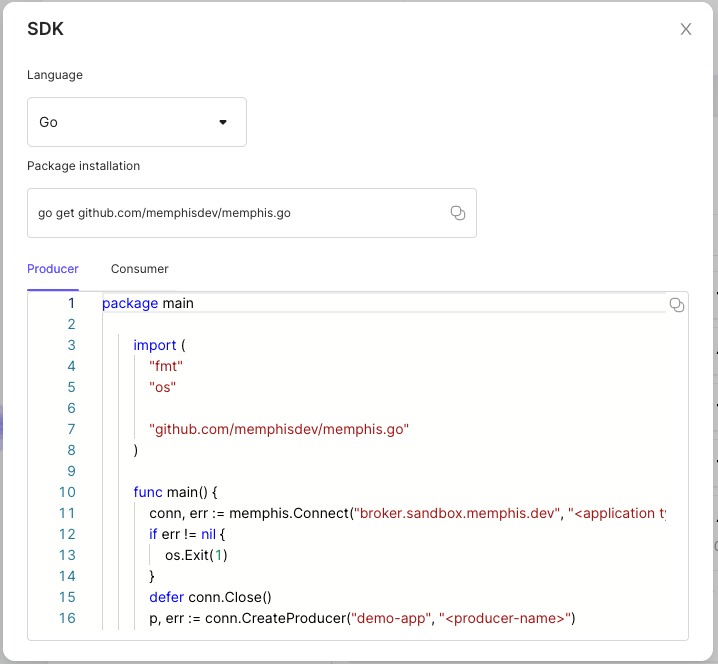 SDK
Language
Go
Package installation
go get github.com/memphisdev/memphis.go
Producer Consumer
1 package main
2
3 import (
4 "fmt"
5 "os"
6
7 "github.com/memphisdev/memphis.go"
8 )
9
10 func main() {
11 conn, err := memphis.Connect("broker.sandbox.memphis.dev", "<application ty
12 if err != nil {
13 os.Exit(1)
14 }
15 defer conn.Close()
16 p, err := conn.CreateProducer("demo-app", "<producer-name>")